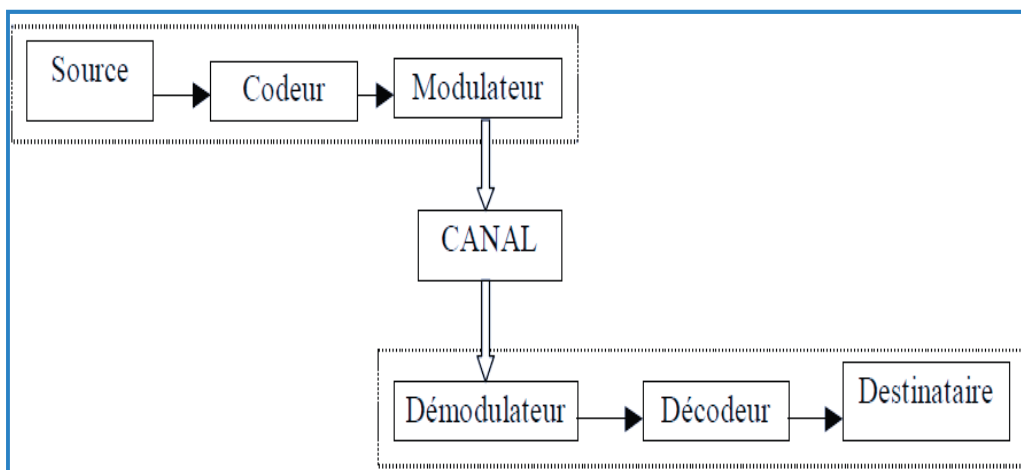 Source
Codeur
Modulateur
CANAL
Démodulateur
Décodeur
Destinataire